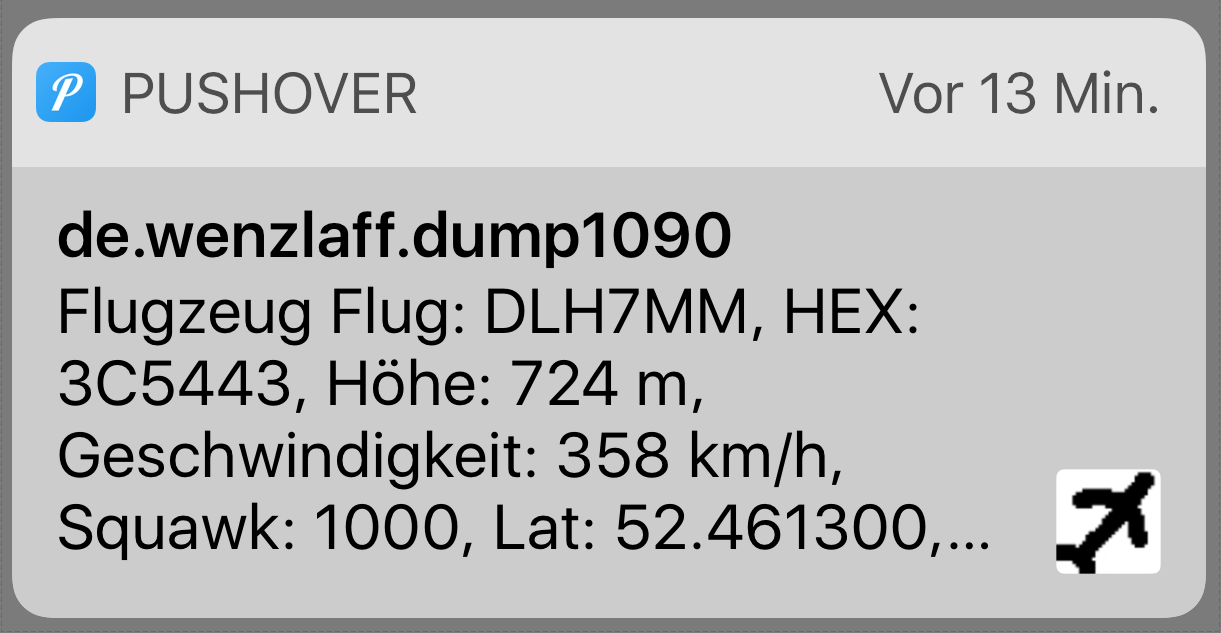 PUSHOVER
Vor 13 Min.
de.wenzlaff.dump1090
Flugzeug Flug: DLH7MM, HEX:
3C5443, Höhe: 724 m,
Geschwindigkeit: 358 km/h,
Squawk: 1000, Lat: 52.461300,...